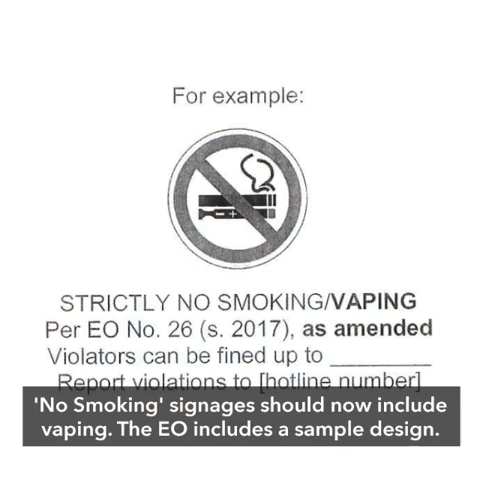 For example:
STRICTLY NO SMOKING/VAPING
Per EO No. 26 (s. 2017), as amended
Violators can be fined up to ________
Report violations to [hotline number]
'No Smoking' signages should now include
vaping. The EO includes a sample design.